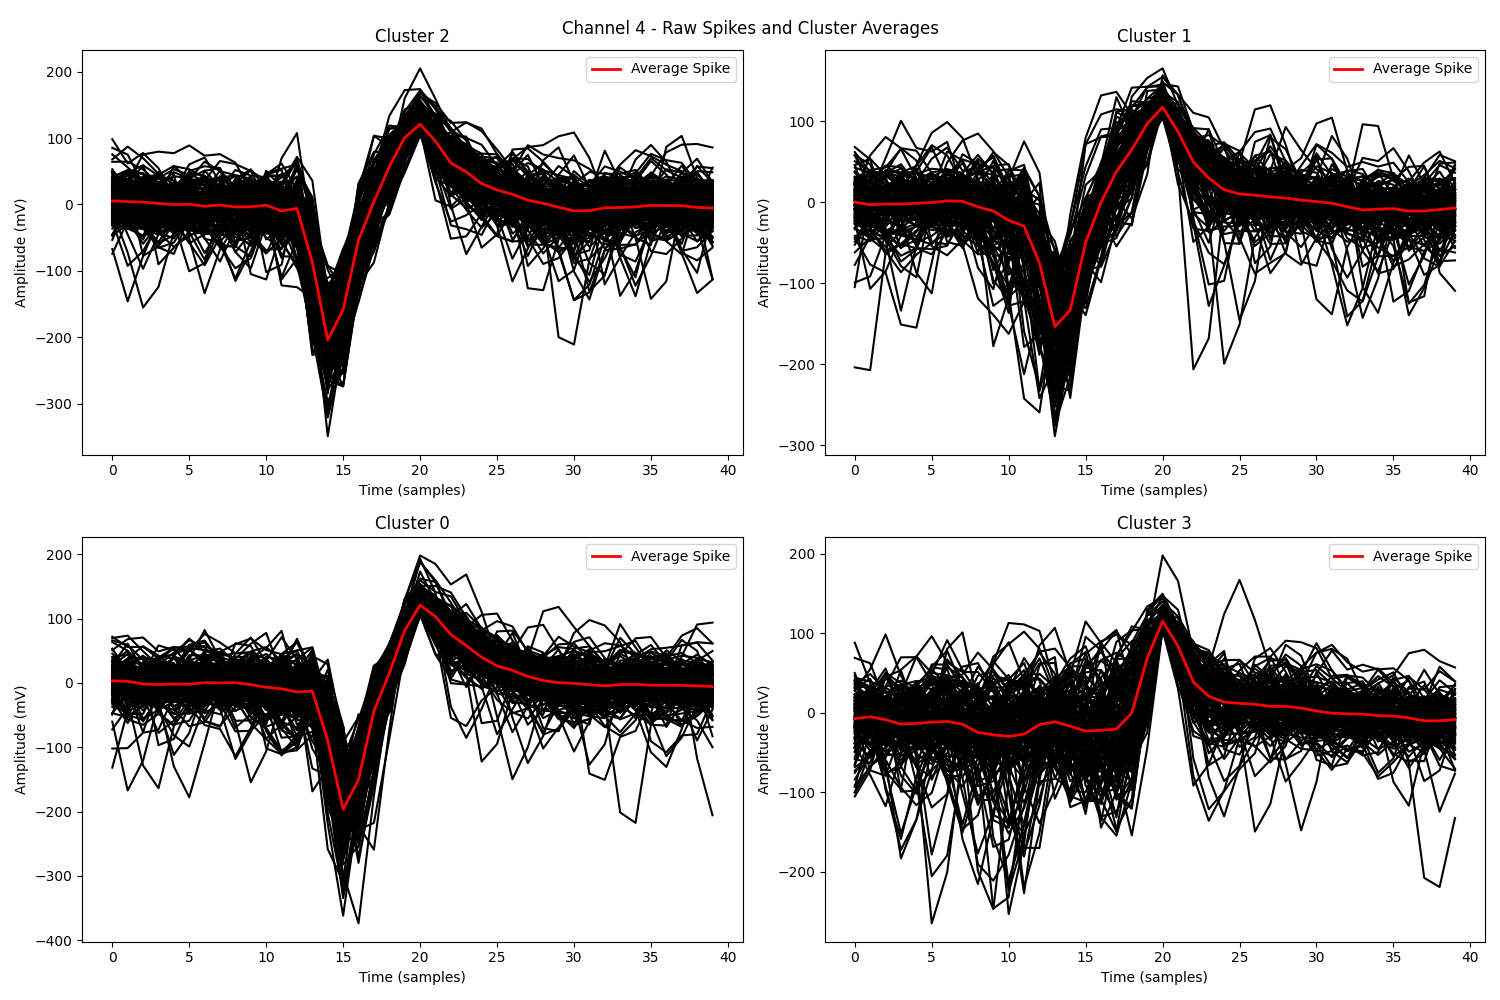 Channel 4 - Raw Spikes and Cluster Averages
Cluster 2
Average Spike
200
100
0
−100
−200
−300
Amplitude (mV)
0 5 10 15 20 25 30 35 40
Time (samples)
Cluster 1
Average Spike
100
0
−100
−200
−300
Amplitude (mV)
0 5 10 15 20 25 30 35 40
Time (samples)
Cluster 0
Average Spike
200
100
0
−100
−200
−300
−400
Amplitude (mV)
0 5 10 15 20 25 30 35 40
Time (samples)
Cluster 3
Average Spike
200
100
0
−100
−200
Amplitude (mV)
0 5 10 15 20 25 30 35 40
Time (samples)